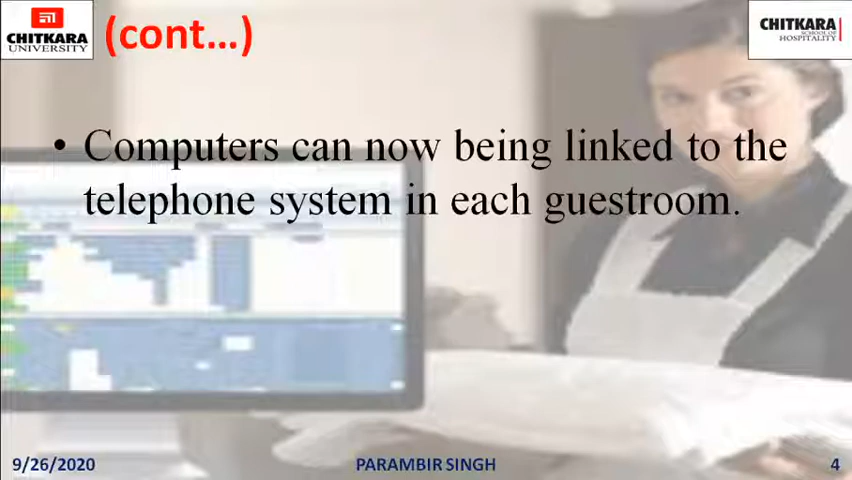 CHITKARA
UNIVERSITY
(cont...)
CHITKARA
SCHOOL OF
HOSPITALITY
• Computers can now being linked to the
telephone system in each guestroom.
9/26/2020
PARAMBIR SINGH
4